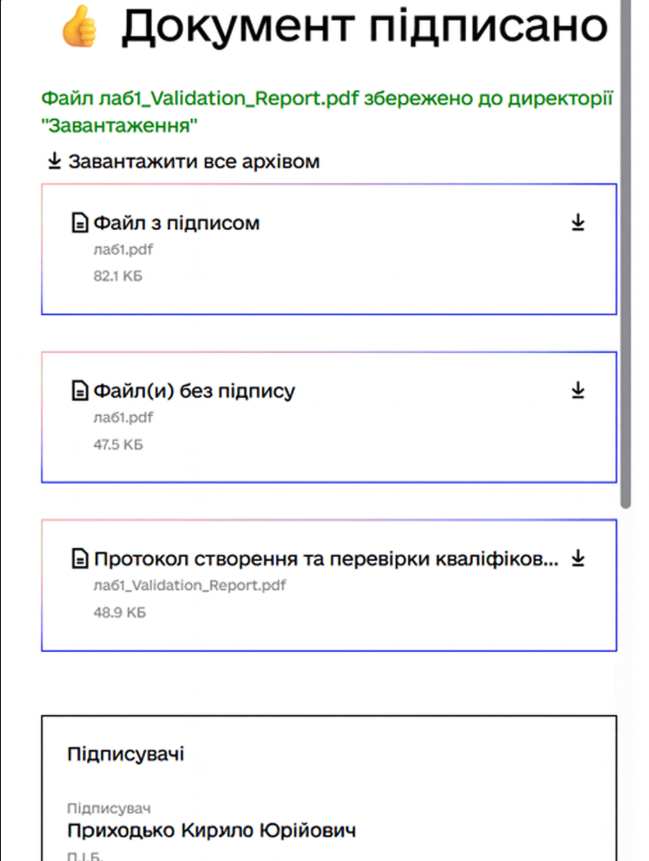 👍 Документ підписано
Файл лаб1_Validation_Report.pdf збережено до директорії
"Завантаження"
Завантажити все архівом
Файл з підписом
лаб1.pdf
82.1 КБ
Файл(и) без підпису
лаб1.pdf
47.5 КБ
Протокол створення та перевірки кваліфіков...
лаб1_Validation_Report.pdf
48.9 КБ
Підписувачі
Підписувач
Приходько Кирило Юрійович
П.І.Б.